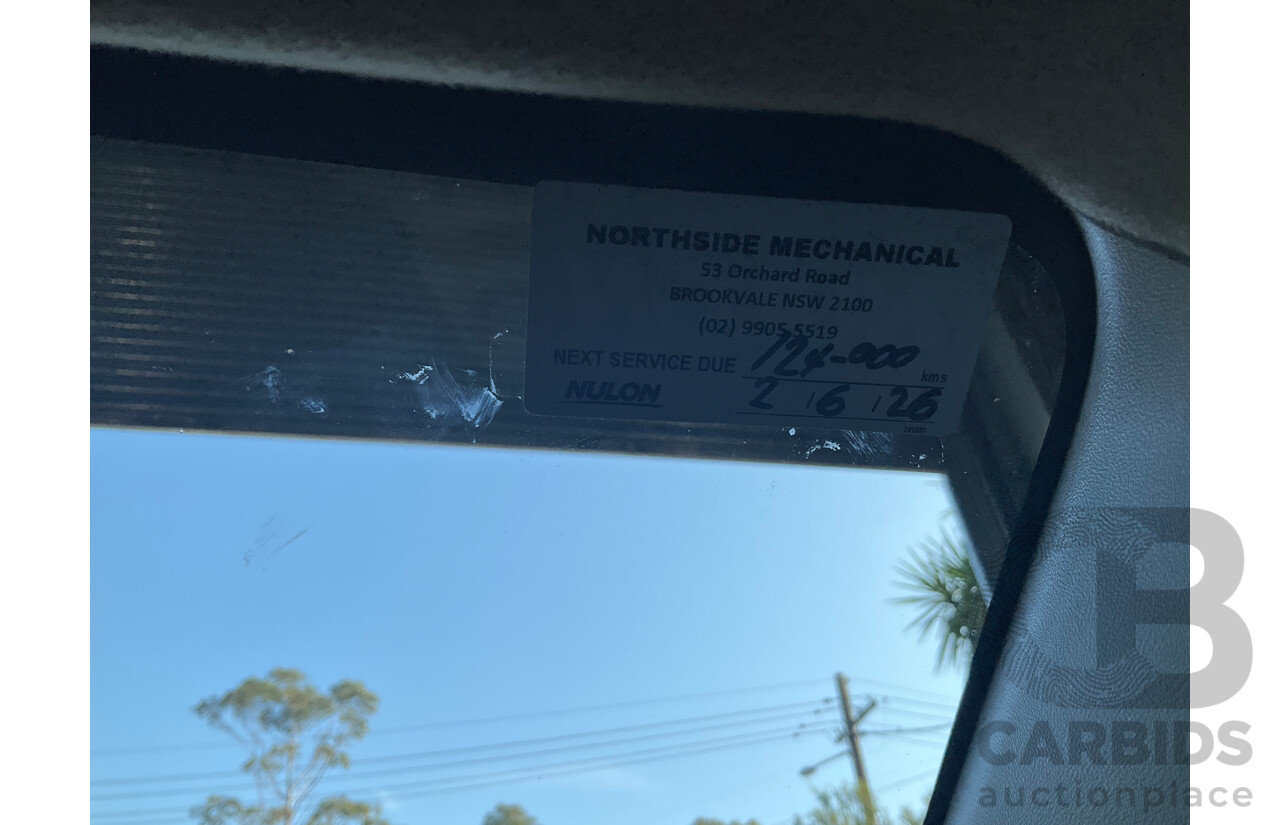 NORTHSIDE MECHANICAL
53 Orchard Road
BROOKVALE NSW 2100
(02) 9905 5519
NEXT SERVICE DUE 124-000 kms
NULON 2 / 6 / 26
CARBIDS
auctionplace